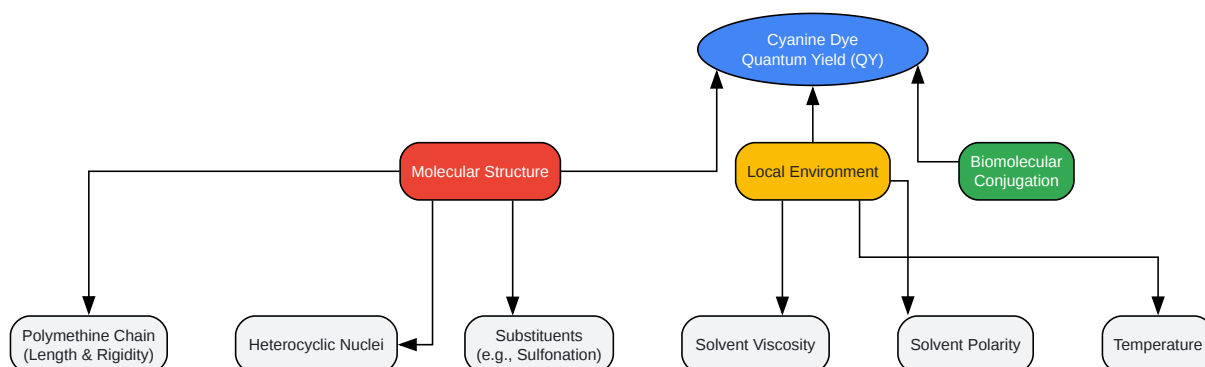 Cyanine Dye
Quantum Yield (QY)
Molecular Structure
Local Environment
Biomolecular
Conjugation
Polymethine Chain
(Length & Rigidity)
Heterocyclic Nuclei
Substituents
(e.g., Sulfonation)
Solvent Viscosity
Solvent Polarity
Temperature